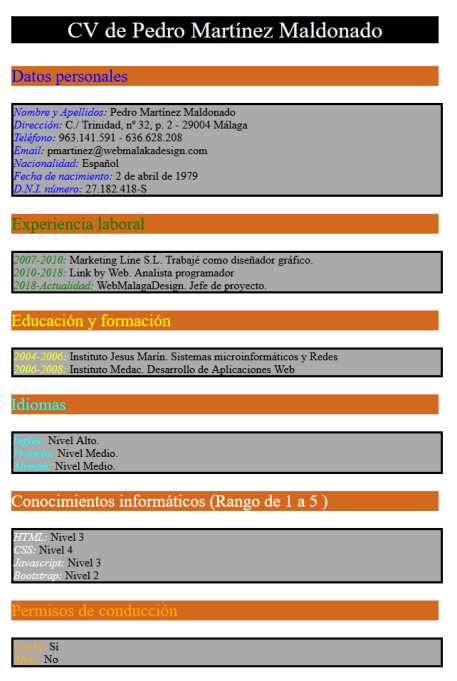 CV de Pedro Martínez Maldonado
Datos personales
Nombre y Apellidos: Pedro Martínez Maldonado
Dirección: C./ Trinidad, nº 32, p. 2 - 29004 Málaga
Teléfono: 963.141.591 - 636.628.208
Email: pmartinez@webmalakadesign.com
Nacionalidad: Español
Fecha de nacimiento: 2 de abril de 1979
D.N.I. número: 27.182.418-S
Experiencia laboral
2007-2010: Marketing Line S.L. Trabajé como diseñador gráfico.
2010-2018: Link by Web. Analista programador
2018-Actualidad: WebMalagaDesign. Jefe de proyecto.
Educación y formación
2004-2006: Instituto Jesus Marín. Sistemas microinformáticos y Redes
2006-2008: Instituto Medac. Desarrollo de Aplicaciones Web
Idiomas
Inglés: Nivel Alto.
Francés: Nivel Medio.
Alemán: Nivel Medio.
Conocimientos informáticos (Rango de 1 a 5 )
HTML: Nivel 3
CSS: Nivel 4
Javascript: Nivel 3
Bootstrap: Nivel 2
Permisos de conducción
Coche: Sí
Moto: No